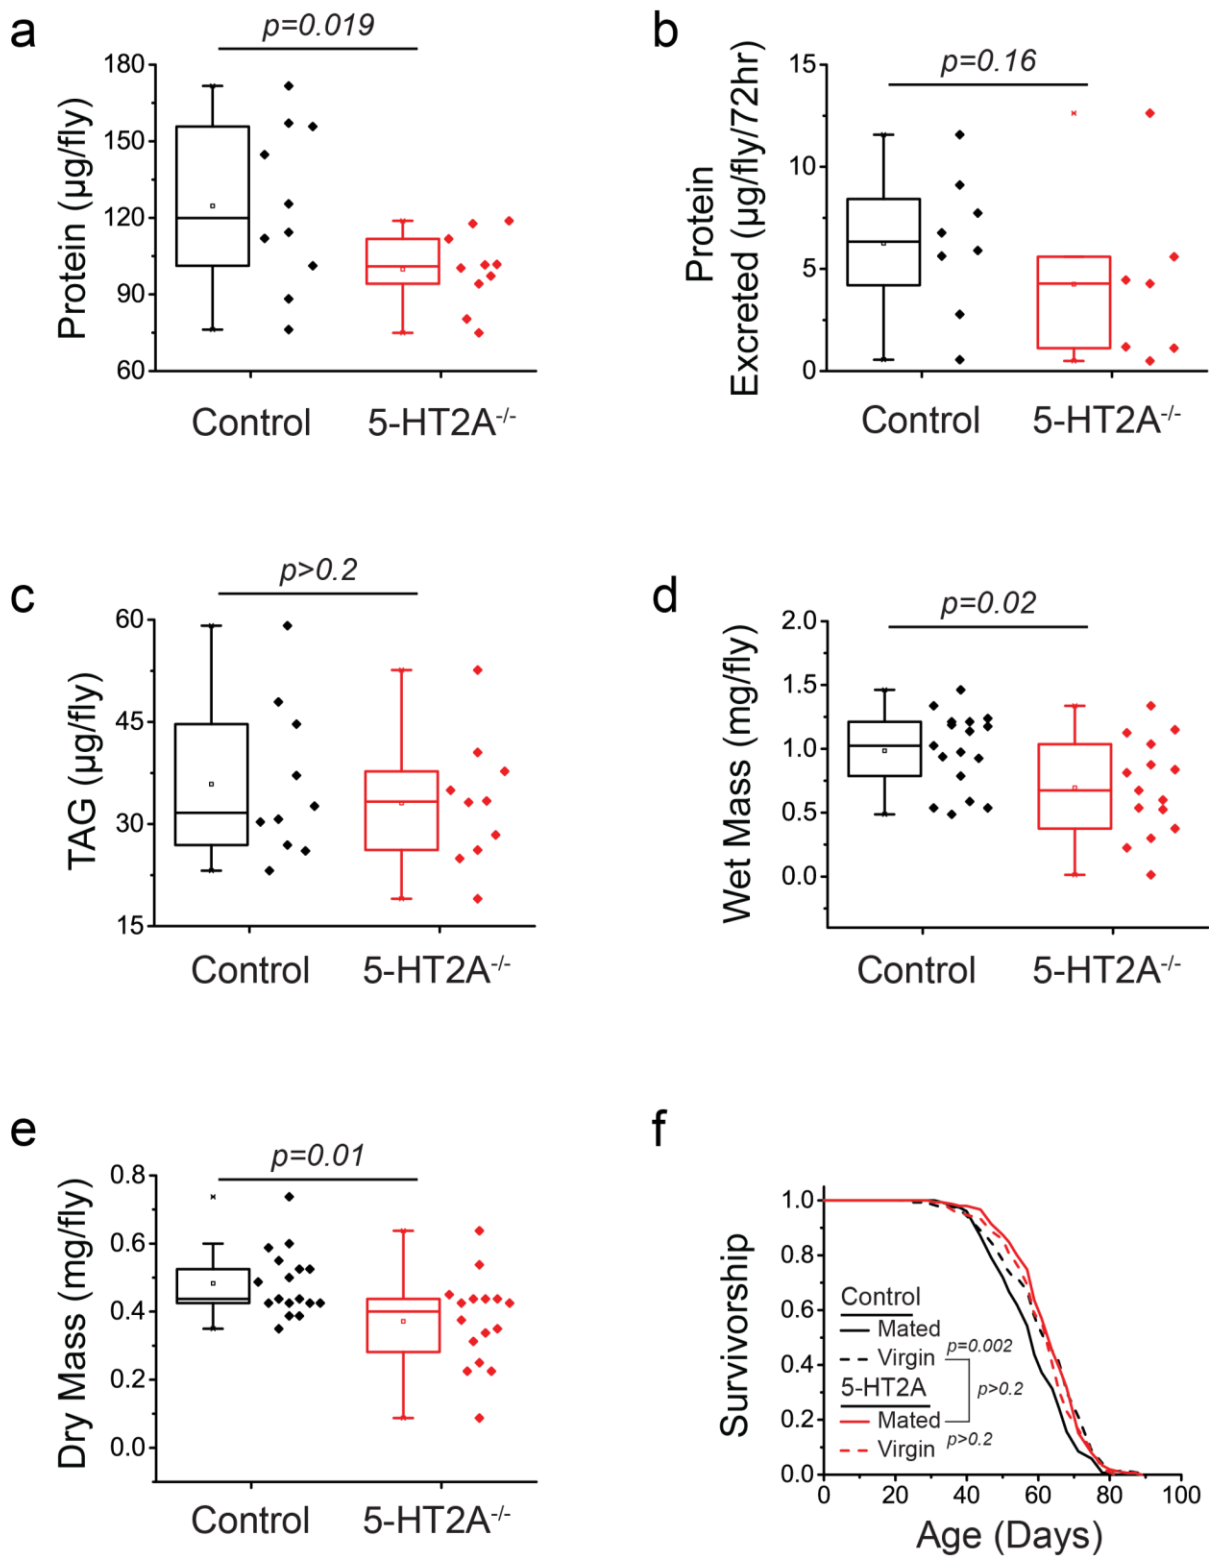 a
p=0.019
Protein (µg/fly)
180
150
120
90
60
Control
5-HT2A-/-
b
p=0.16
Protein
Excreted (µg/fly/72hr)
15
10
5
0
Control
5-HT2A-/-
c
p>0.2
TAG (µg/fly)
60
45
30
15
Control
5-HT2A-/-
d
p=0.02
Wet Mass (mg/fly)
2.0
1.5
1.0
0.5
0.0
Control
5-HT2A-/-
e
p=0.01
Dry Mass (mg/fly)
0.8
0.6
0.4
0.2
0.0
Control
5-HT2A-/-
f
Survivorship
1.0
0.8
0.6
0.4
0.2
0.0
Control
Mated
Virgin p=0.002
5-HT2A p>0.2
Mated
Virgin p>0.2
0 20 40 60 80 100
Age (Days)